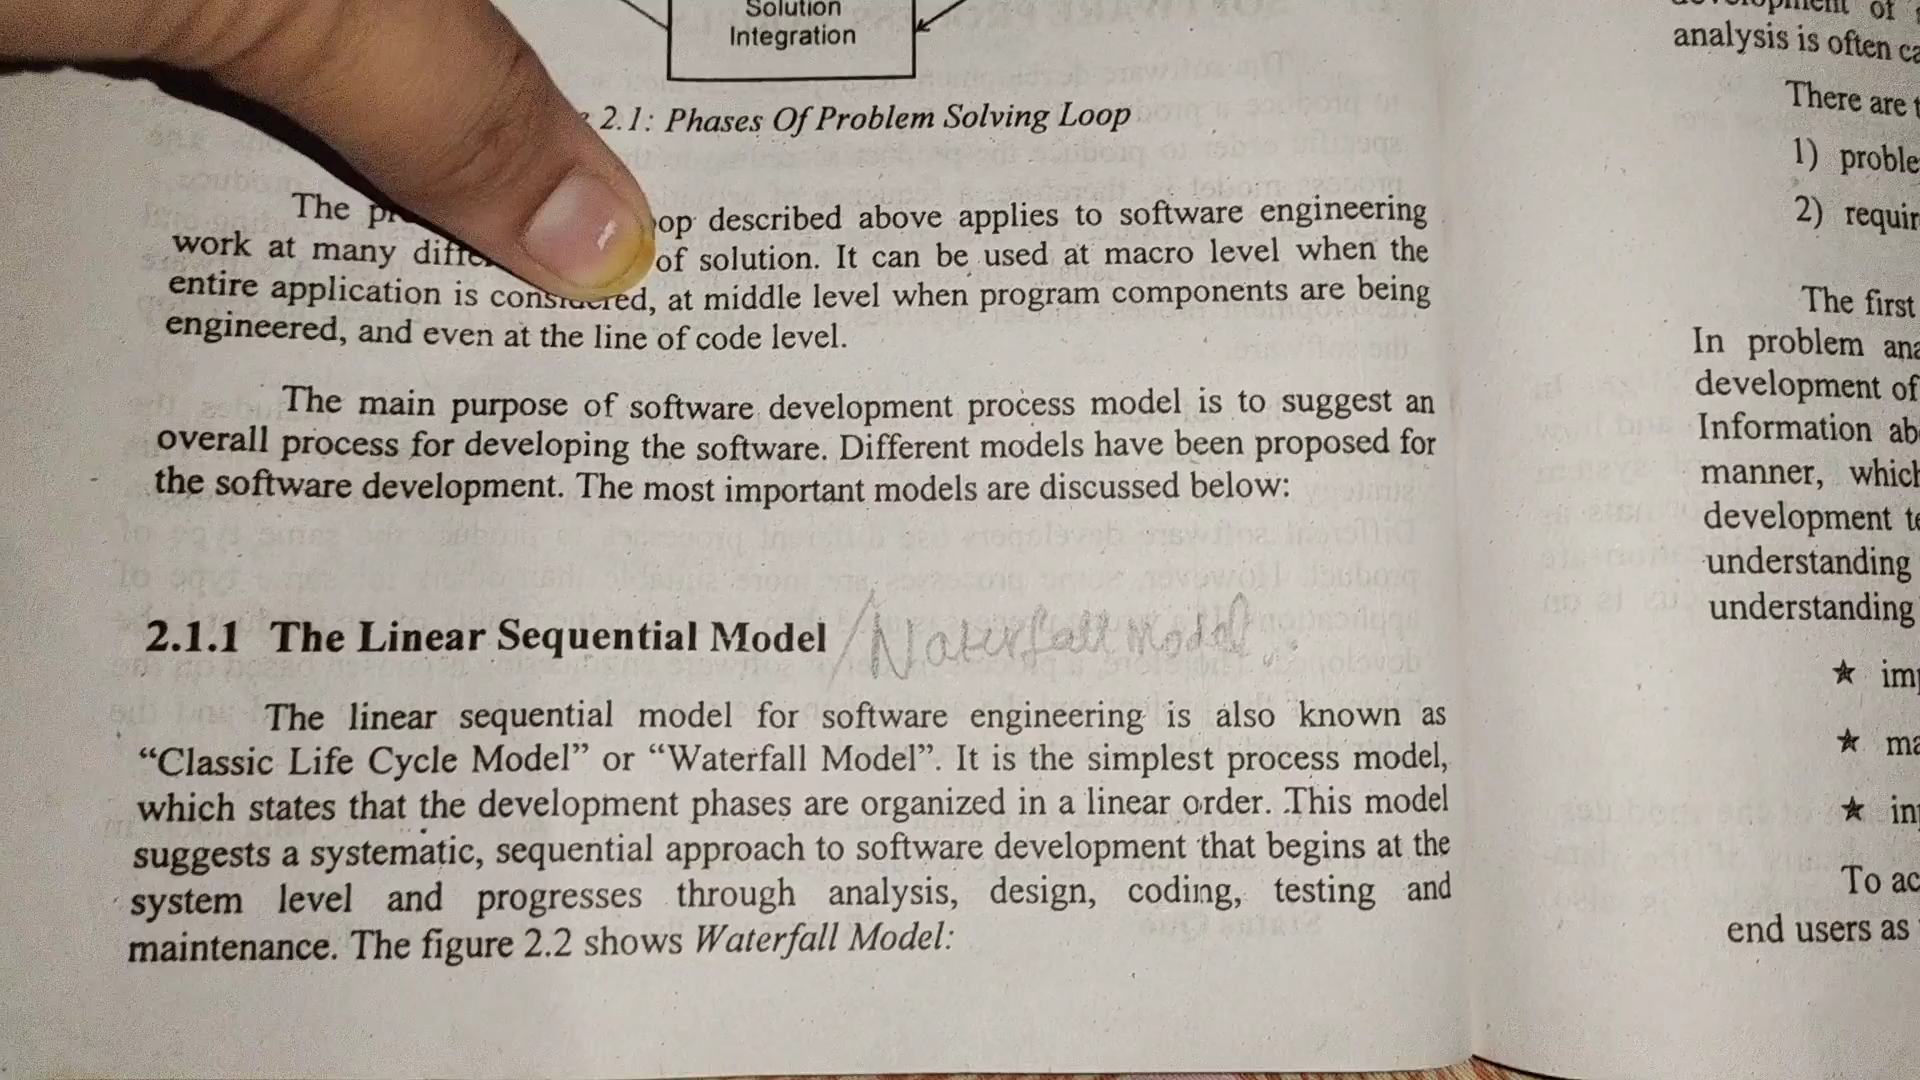 Solution
Integration
2.1: Phases Of Problem Solving Loop
The described above applies to software engineering
work at many of solution. It can be used at macro level when the
entire application is considered, at middle level when program components are being
engineered, and even at the line of code level.
The main purpose of software development process model is to suggest an
overall process for developing the software. Different models have been proposed for
the software development. The most important models are discussed below:
2.1.1 The Linear Sequential Model / Waterfall Model.
The linear sequential model for software engineering is also known as
“Classic Life Cycle Model” or “Waterfall Model”. It is the simplest process model,
which states that the development phases are organized in a linear order. This model
suggests a systematic, sequential approach to software development that begins at the
system level and progresses through analysis, design, coding, testing and
maintenance. The figure 2.2 shows Waterfall Model:
of
analysis is often
There are
1)
2)
The first
In problem
development of
Information
manner,
development
understanding
understanding
★
★
★
To
end users as